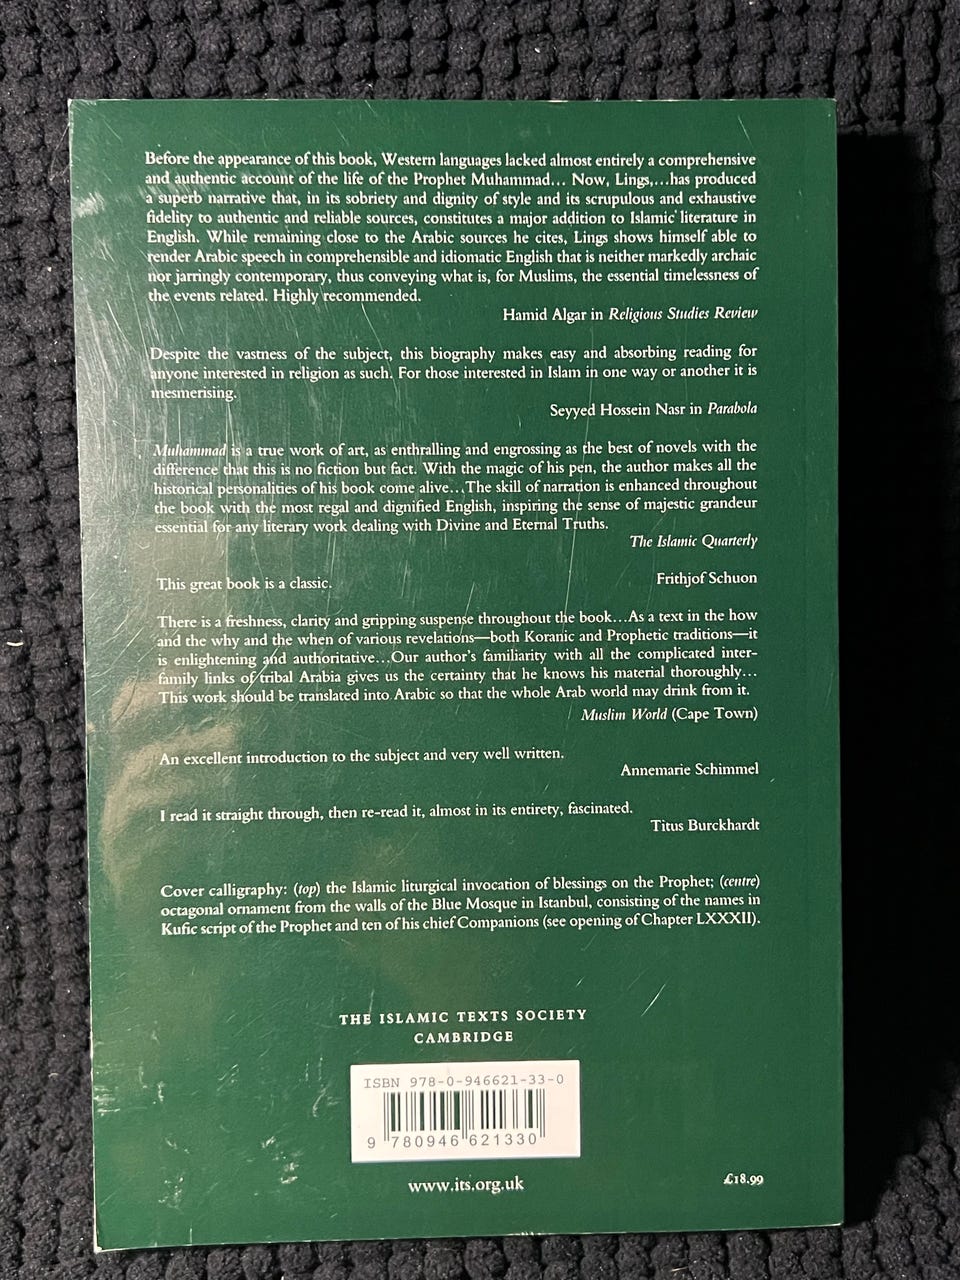 Before the appearance of this book, Western languages lacked almost entirely a comprehensive
and authentic account of the life of the Prophet Muhammad... Now, Lings,...has produced
a superb narrative that, in its sobriety and dignity of style and its scrupulous and exhaustive
fidelity to authentic and reliable sources, constitutes a major addition to Islamic literature in
English. While remaining close to the Arabic sources he cites, Lings shows himself able to
render Arabic speech in comprehensible and idiomatic English that is neither markedly archaic
nor jarringly contemporary, thus conveying what is, for Muslims, the essential timelessness of
the events related. Highly recommended.
Hamid Algar in Religious Studies Review
Despite the vastness of the subject, this biography makes easy and absorbing reading for
anyone interested in religion as such. For those interested in Islam in one way or another it is
mesmerising.
Seyyed Hossein Nasr in Parabola
Muhammad is a true work of art, as enthralling and engrossing as the best of novels with the
difference that this is no fiction but fact. With the magic of his pen, the author makes all the
historical personalities of his book come alive...The skill of narration is enhanced throughout
the book with the most regal and dignified English, inspiring the sense of majestic grandeur
essential for any literary work dealing with Divine and Eternal Truths.
The Islamic Quarterly
This great book is a classic.
Frithjof Schuon
There is a freshness, clarity and gripping suspense throughout the book...As a text in the how
and the why and the when of various revelations—both Koranic and Prophetic traditions—it
is enlightening and authoritative...Our author's familiarity with all the complicated inter-
family links of tribal Arabia gives us the certainty that he knows his material thoroughly...
This work should be translated into Arabic so that the whole Arab world may drink from it.
Muslim World (Cape Town)
An excellent introduction to the subject and very well written.
Annemarie Schimmel
I read it straight through, then re-read it, almost in its entirety, fascinated.
Titus Burckhardt
Cover calligraphy: (top) the Islamic liturgical invocation of blessings on the Prophet; (centre)
octagonal ornament from the walls of the Blue Mosque in Istanbul, consisting of the names in
Kufic script of the Prophet and ten of his chief Companions (see opening of Chapter LXXXII).
THE ISLAMIC TEXTS SOCIETY
CAMBRIDGE
ISBN 978-0-946621-33-0
9 780946 621330
www.its.org.uk
£18.99